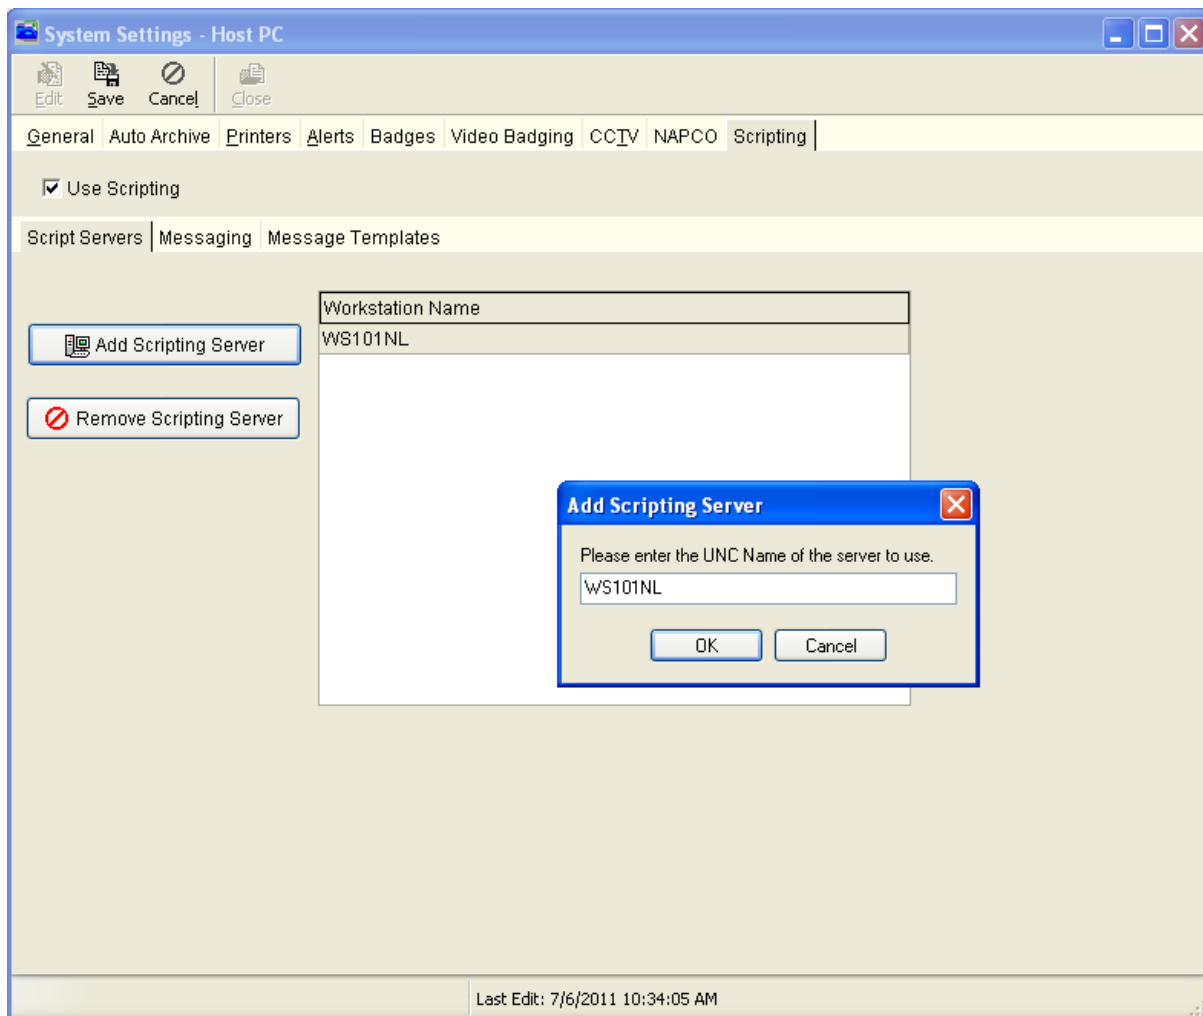 System Settings - Host PC
Edit Save Cancel Close
General Auto Archive Printers Alerts Badges Video Badging CCTV NAPCO Scripting
Use Scripting
Script Servers Messaging Message Templates
Workstation Name
WS101NL
Add Scripting Server
Remove Scripting Server
Add Scripting Server
Please enter the UNC Name of the server to use.
WS101NL
OK Cancel
Last Edit: 7/6/2011 10:34:05 AM